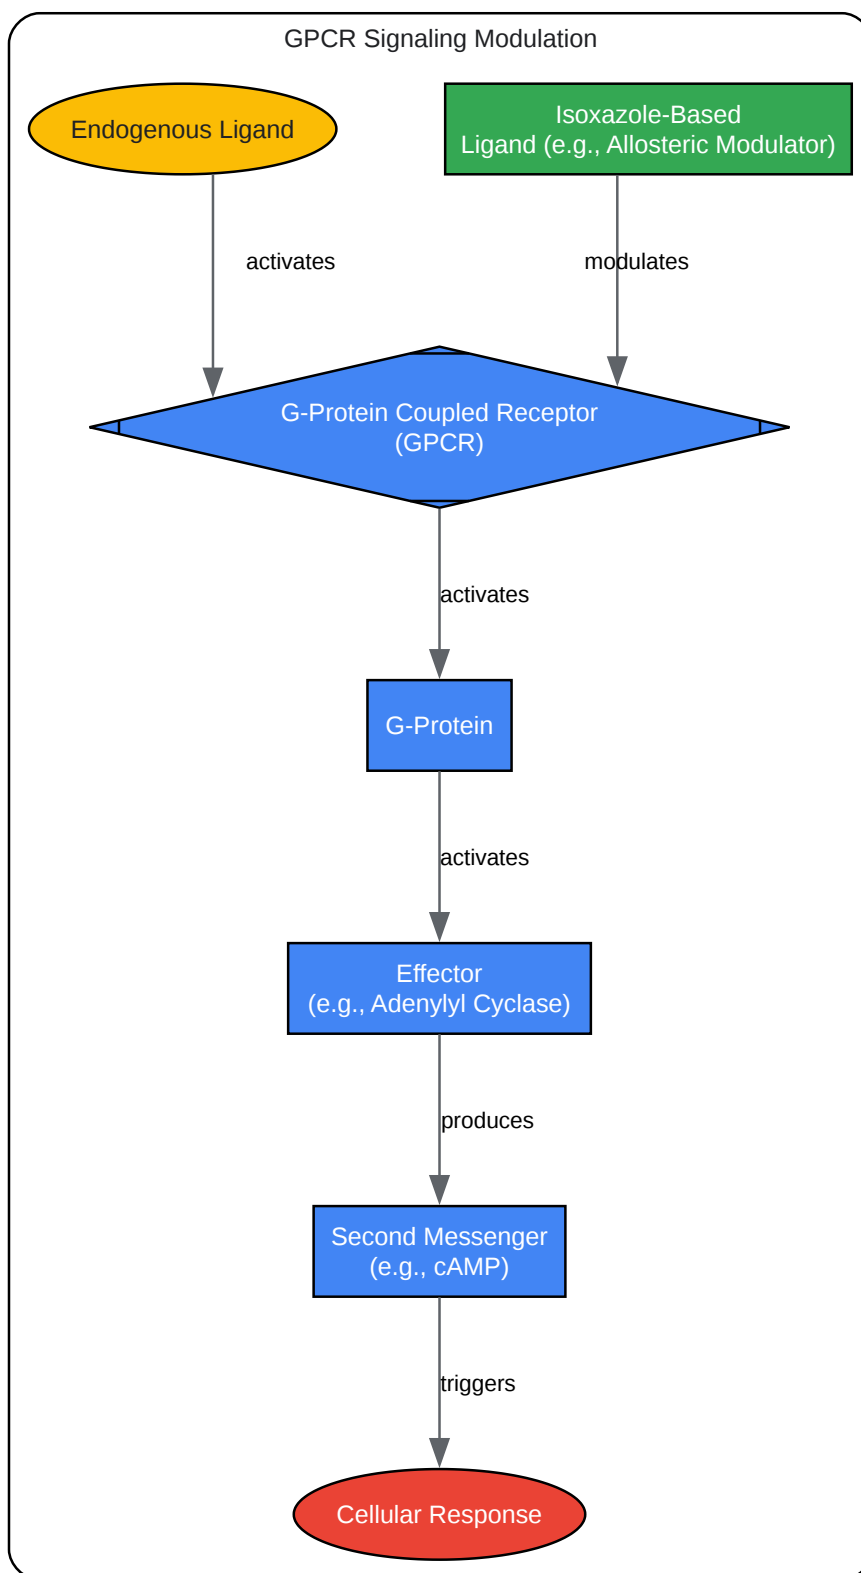 GPCR Signaling Modulation
Endogenous Ligand
Isoxazole-Based
Ligand (e.g., Allosteric Modulator)
activates
modulates
G-Protein Coupled Receptor
(GPCR)
activates
G-Protein
activates
Effector
(e.g., Adenylyl Cyclase)
produces
Second Messenger
(e.g., cAMP)
triggers
Cellular Response